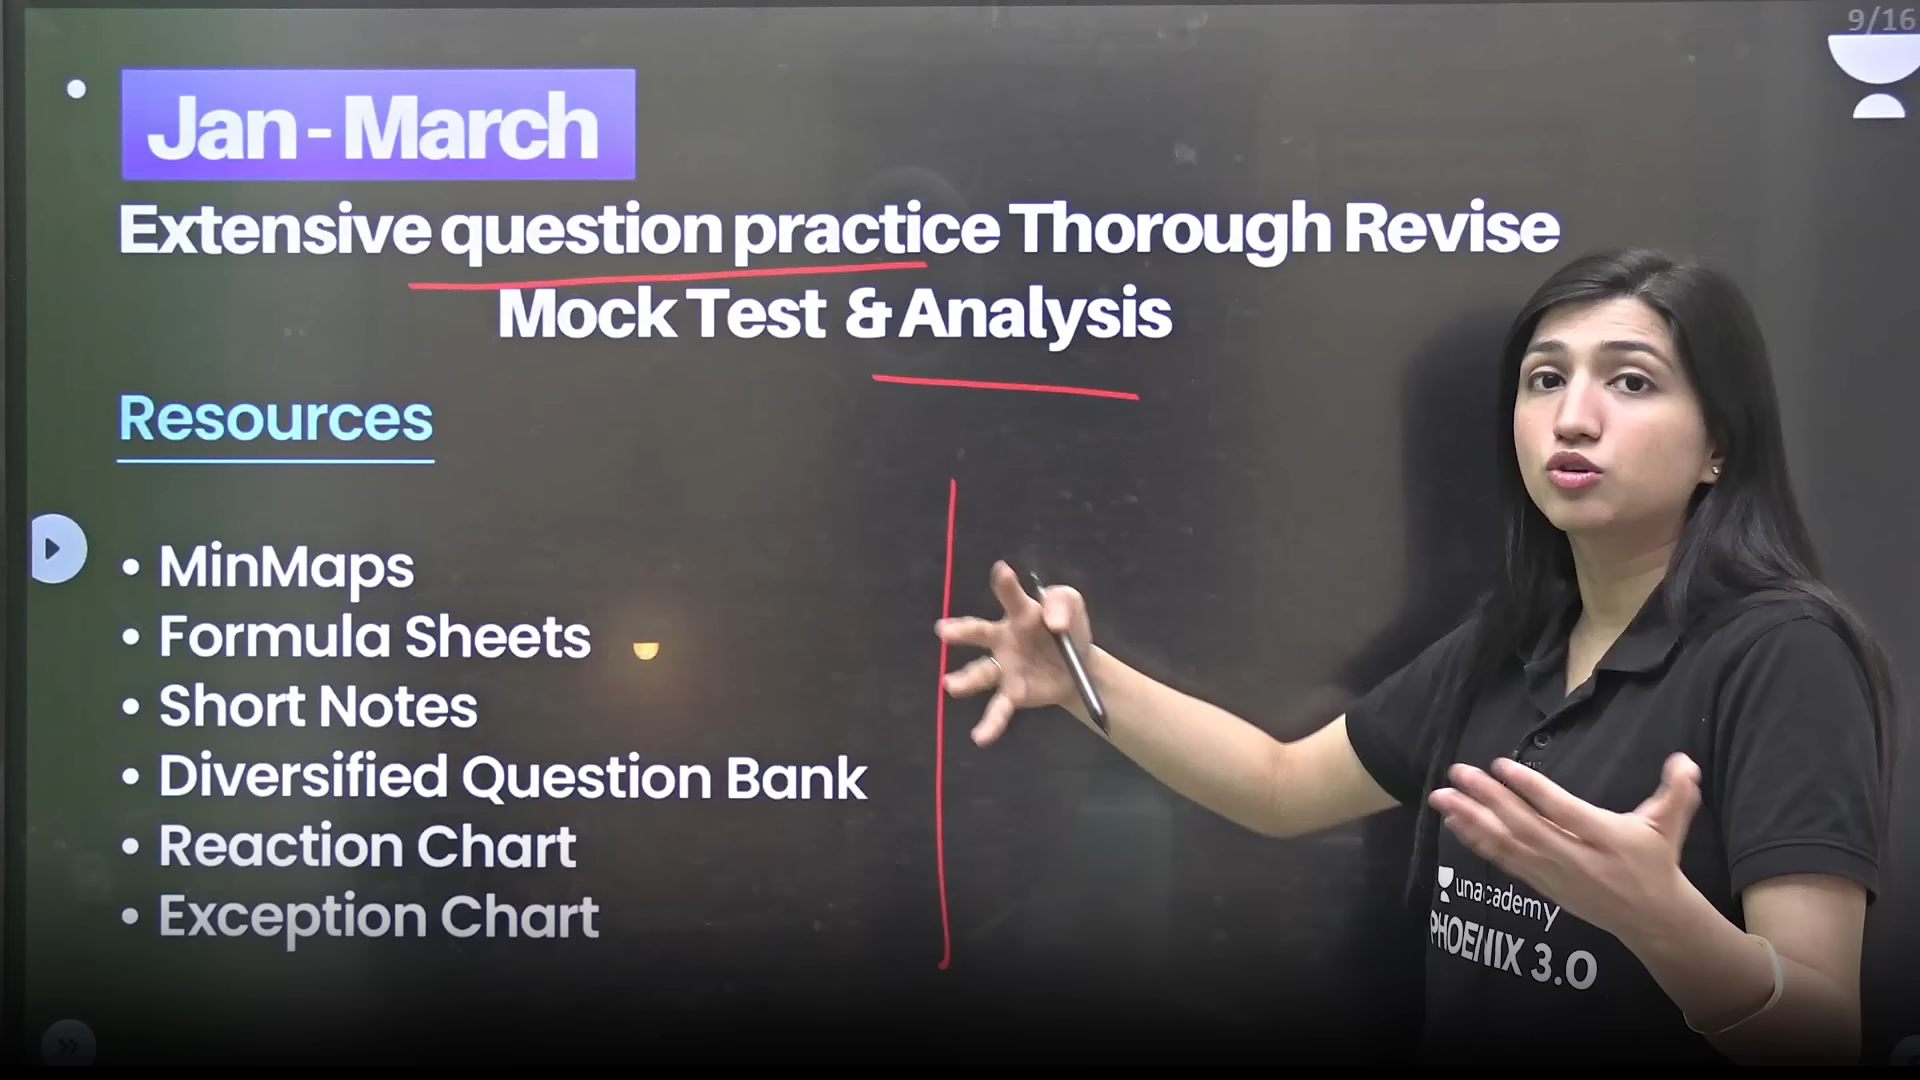 9/16
Jan - March
Extensive question practice Thorough Revise
Mock Test & Analysis
Resources
• MinMaps
• Formula Sheets
• Short Notes
• Diversified Question Bank
• Reaction Chart
• Exception Chart
unacademy
PHOENIX 3.0